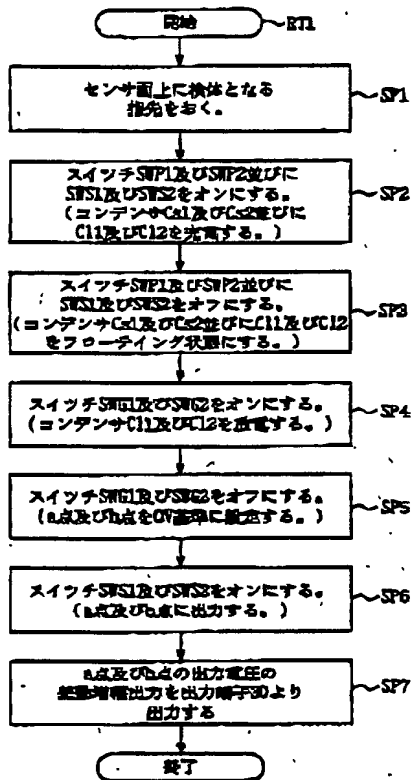 開始
RT1
センサ面上に検体となる
指先をおく。
SP1
スイッチSWP1及びSWP2並びに
SWS1及びSWS2をオンにする。
(コンデンサCs1及びCs2並びに
Cl1及びCl2を充電する。)
SP2
スイッチSWP1及びSWP2並びに
SWS1及びSWS2をオフにする。
(コンデンサCs1及びCs2並びにCl1及びCl2
をフローティング状態にする。)
SP3
スイッチSWG1及びSWG2をオンにする。
(コンデンサCl1及びCl2を放電する。)
SP4
スイッチSWG1及びSWG2をオフにする。
(a点及びb点を0V基準に設定する。)
SP5
スイッチSWS1及びSWS2をオンにする。
(a点及びb点に出力する。)
SP6
a点及びb点の出力電圧の
差動増幅出力を出力端子30より
出力する
SP7
終了